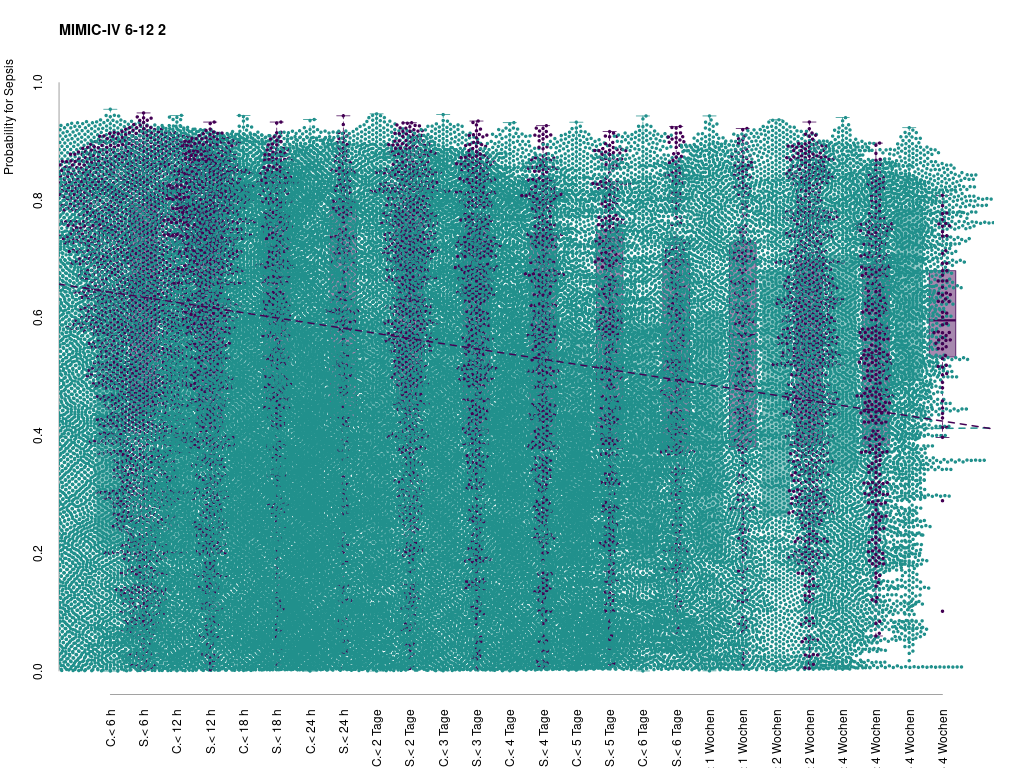 MIMIC-IV 6-12 2
Probability for Sepsis
1.0
0.8
0.6
0.4
0.2
0.0
C.< 6 h
S.< 6 h
C.< 12 h
S.< 12 h
C.< 18 h
S.< 18 h
C.< 24 h
S.< 24 h
C.< 2 Tage
S.< 2 Tage
C.< 3 Tage
S.< 3 Tage
C.< 4 Tage
S.< 4 Tage
C.< 5 Tage
S.< 5 Tage
C.< 6 Tage
S.< 6 Tage
1 Wochen
1 Wochen
2 Wochen
2 Wochen
4 Wochen
4 Wochen
4 Wochen
4 Wochen